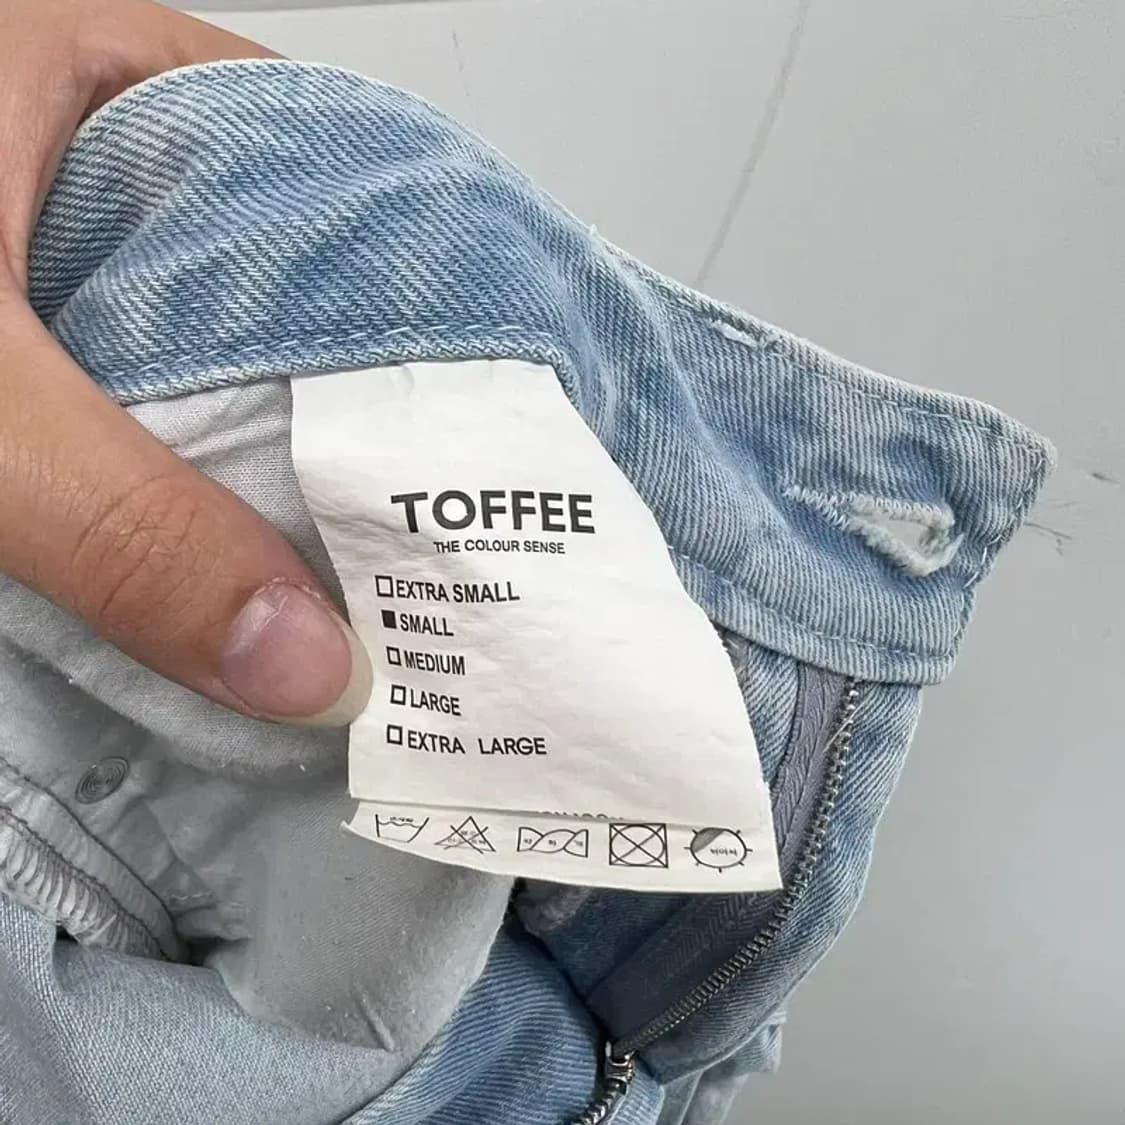 TOFFEE
THE COLOUR SENSE
EXTRA SMALL
SMALL
MEDIUM
LARGE
EXTRA LARGE